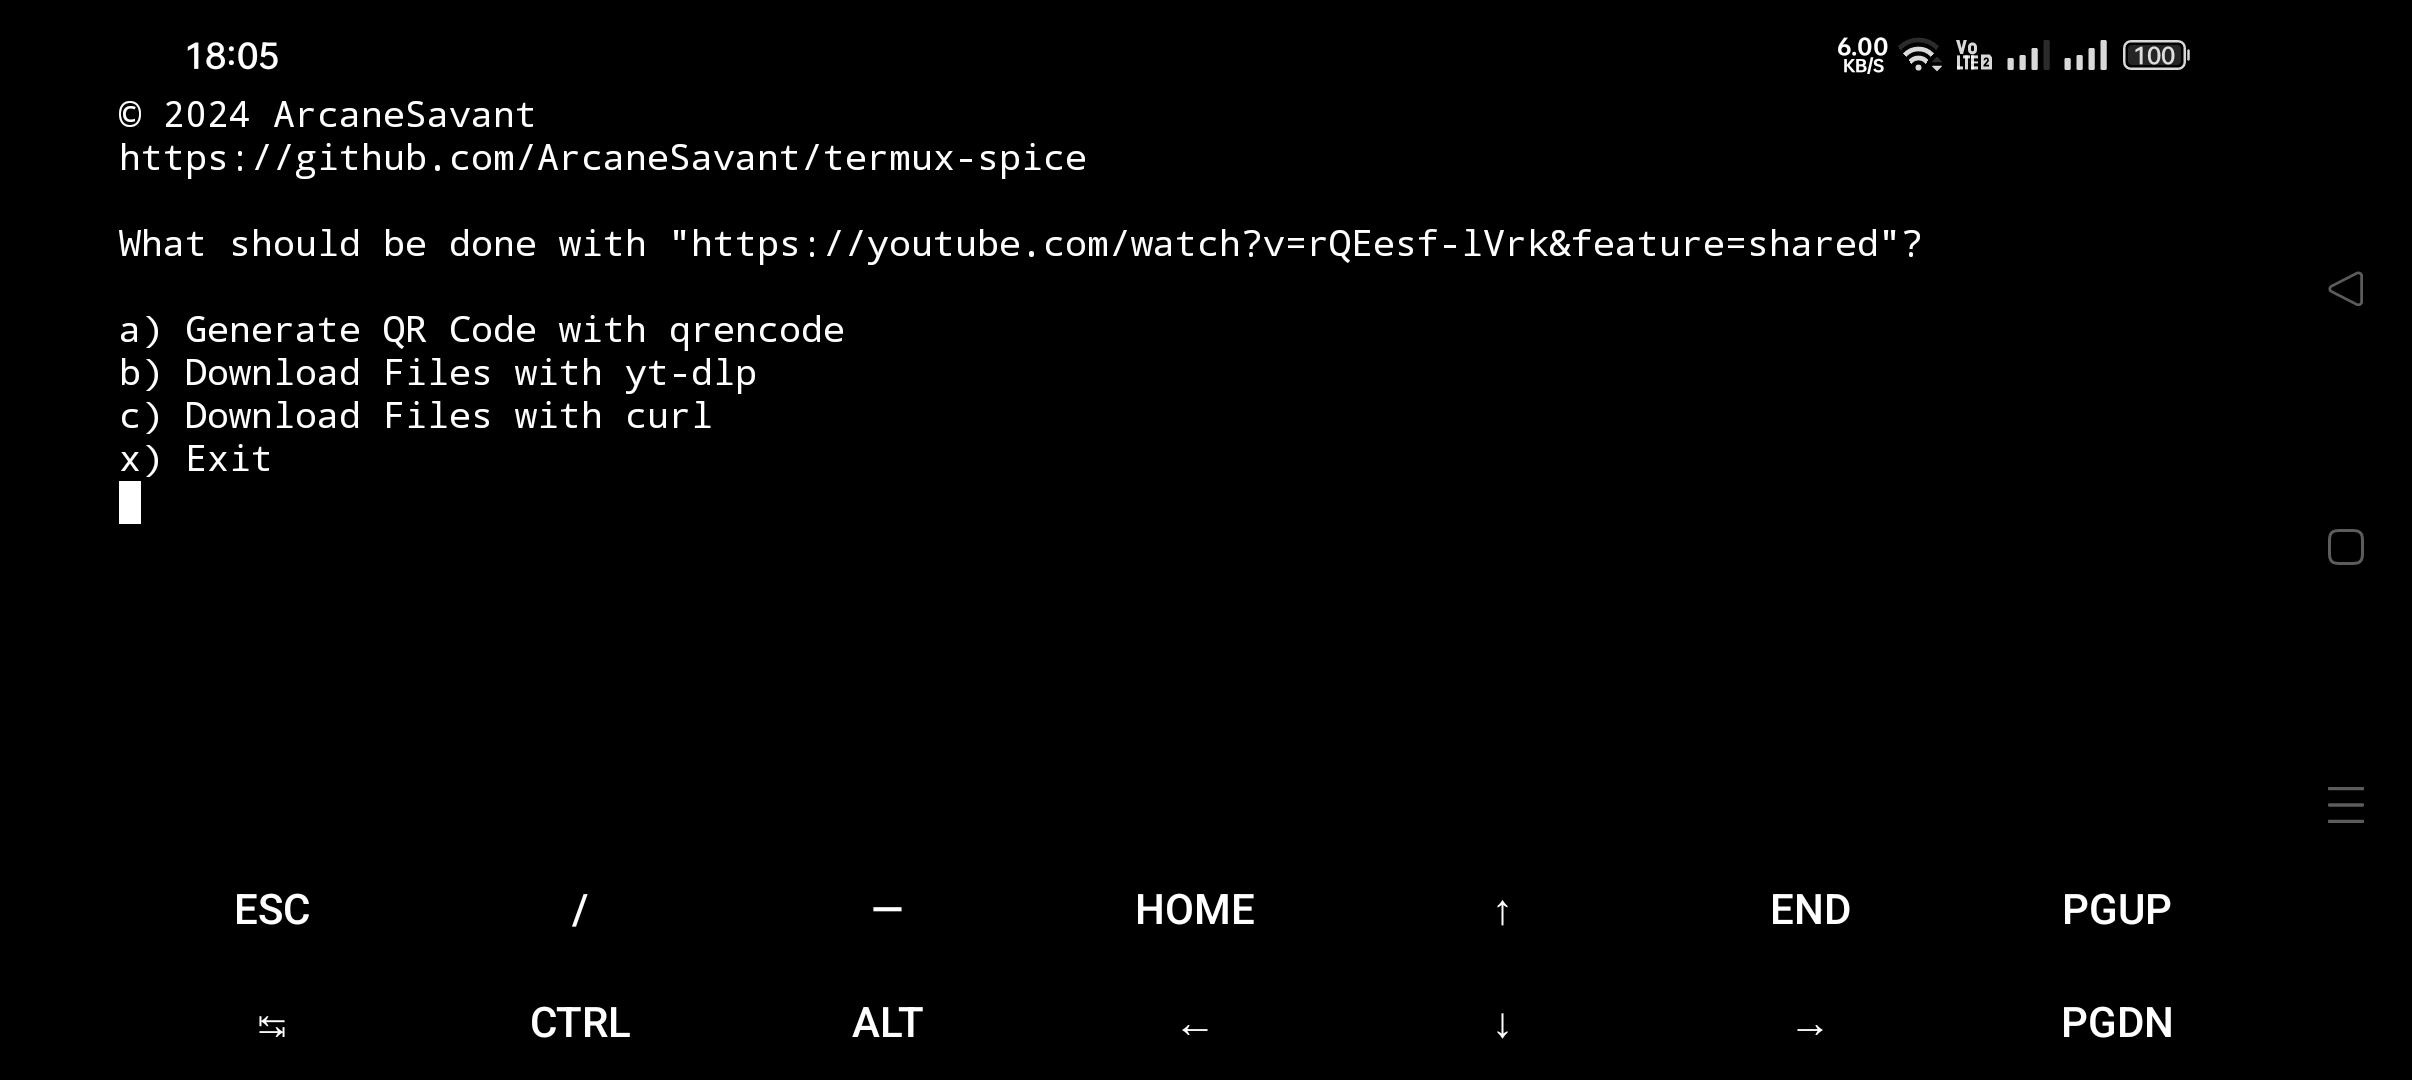 18:05
6.00 KB/S Vo LTE 2 100
© 2024 ArcaneSavant
https://github.com/ArcaneSavant/termux-spice
What should be done with "https://youtube.com/watch?v=rQEesf-lVrk&feature=shared"?
a) Generate QR Code with qrencode
b) Download Files with yt-dlp
c) Download Files with curl
x) Exit
ESC / — HOME ↑ END PGUP
↹ CTRL ALT ← ↓ → PGDN